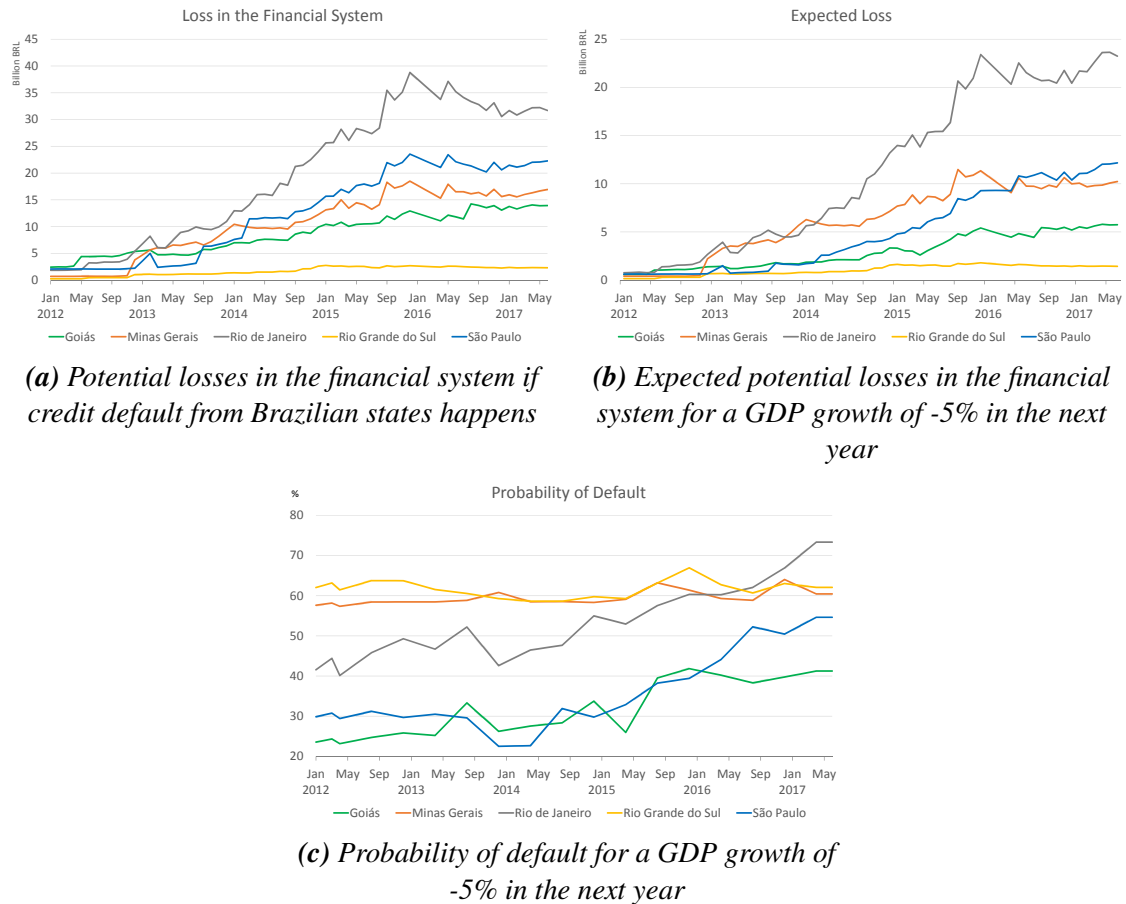 Loss in the Financial System
Billion BRL
45
40
35
30
25
20
15
10
5
0
Jan May Sep Jan May Sep Jan May Sep Jan May Sep Jan May Sep Jan May
2012 2013 2014 2015 2016 2017
Goiás Minas Gerais Rio de Janeiro Rio Grande do Sul São Paulo
(a) Potential losses in the financial system if
credit default from Brazilian states happens
Expected Loss
Billion BRL
25
20
15
10
5
0
Jan May Sep Jan May Sep Jan May Sep Jan May Sep Jan May Sep Jan May
2012 2013 2014 2015 2016 2017
Goiás Minas Gerais Rio de Janeiro Rio Grande do Sul São Paulo
(b) Expected potential losses in the financial
system for a GDP growth of -5% in the next
year
Probability of Default
%
80
70
60
50
40
30
20
Jan May Sep Jan May Sep Jan May Sep Jan May Sep Jan May Sep Jan May
2012 2013 2014 2015 2016 2017
Goiás Minas Gerais Rio de Janeiro Rio Grande do Sul São Paulo
(c) Probability of default for a GDP growth of
-5% in the next year